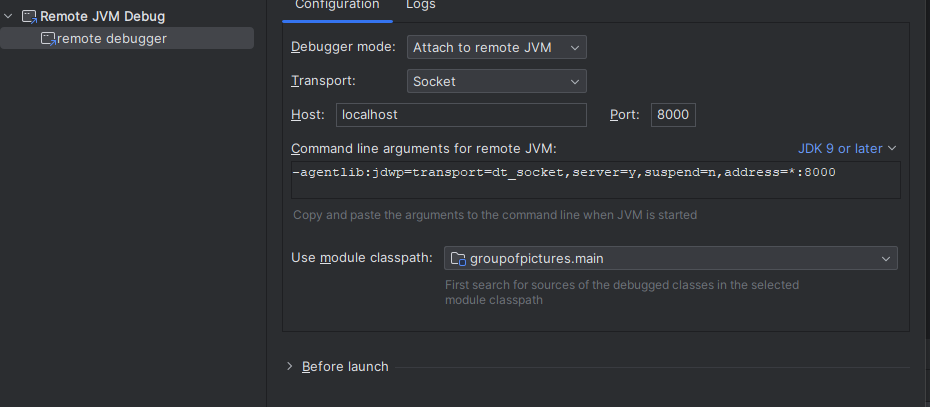 Remote JVM Debug
remote debugger
Configuration
Logs
Debugger mode:
Attach to remote JVM
Transport:
Socket
Host:
localhost
Port:
8000
Command line arguments for remote JVM:
JDK 9 or later
-agentlib:jdwp=transport=dt_socket,server=y,suspend=n,address=*:8000
Copy and paste the arguments to the command line when JVM is started
Use module classpath:
groupofpictures.main
First search for sources of the debugged classes in the selected
module classpath
Before launch